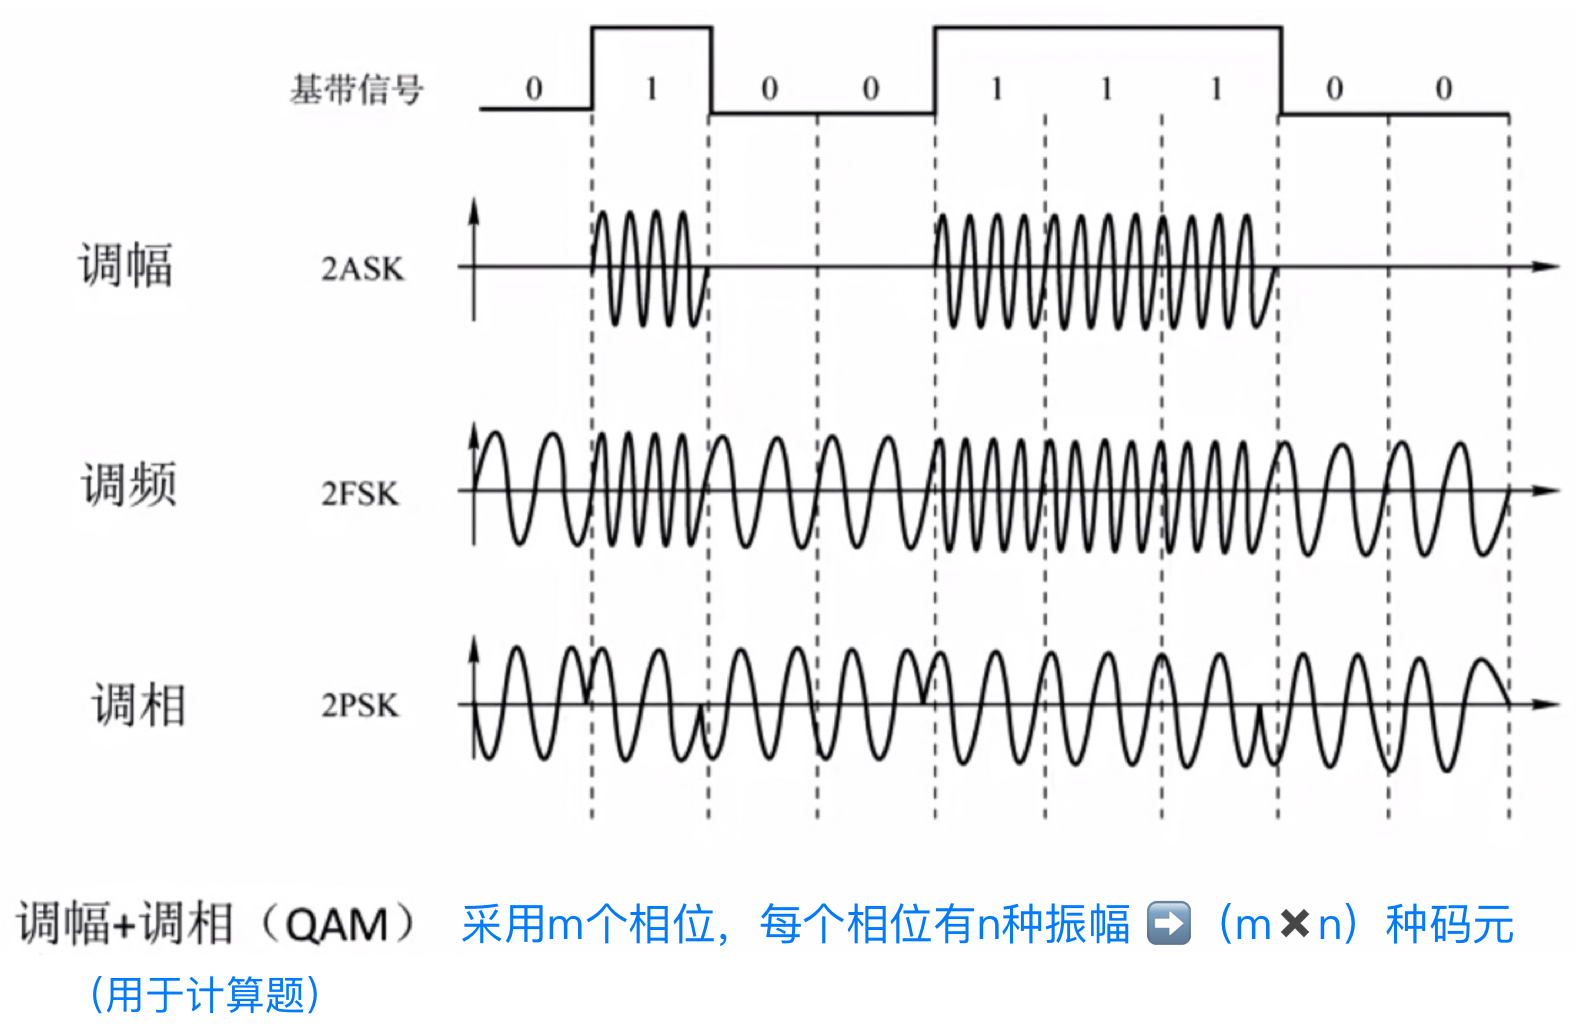 基带信号 0 1 0 0 1 1 1 0 0
调幅 2ASK
调频 2FSK
调相 2PSK
调幅+调相（QAM） 采用m个相位，每个相位有n种振幅 ➡️（m✖️n）种码元
（用于计算题）